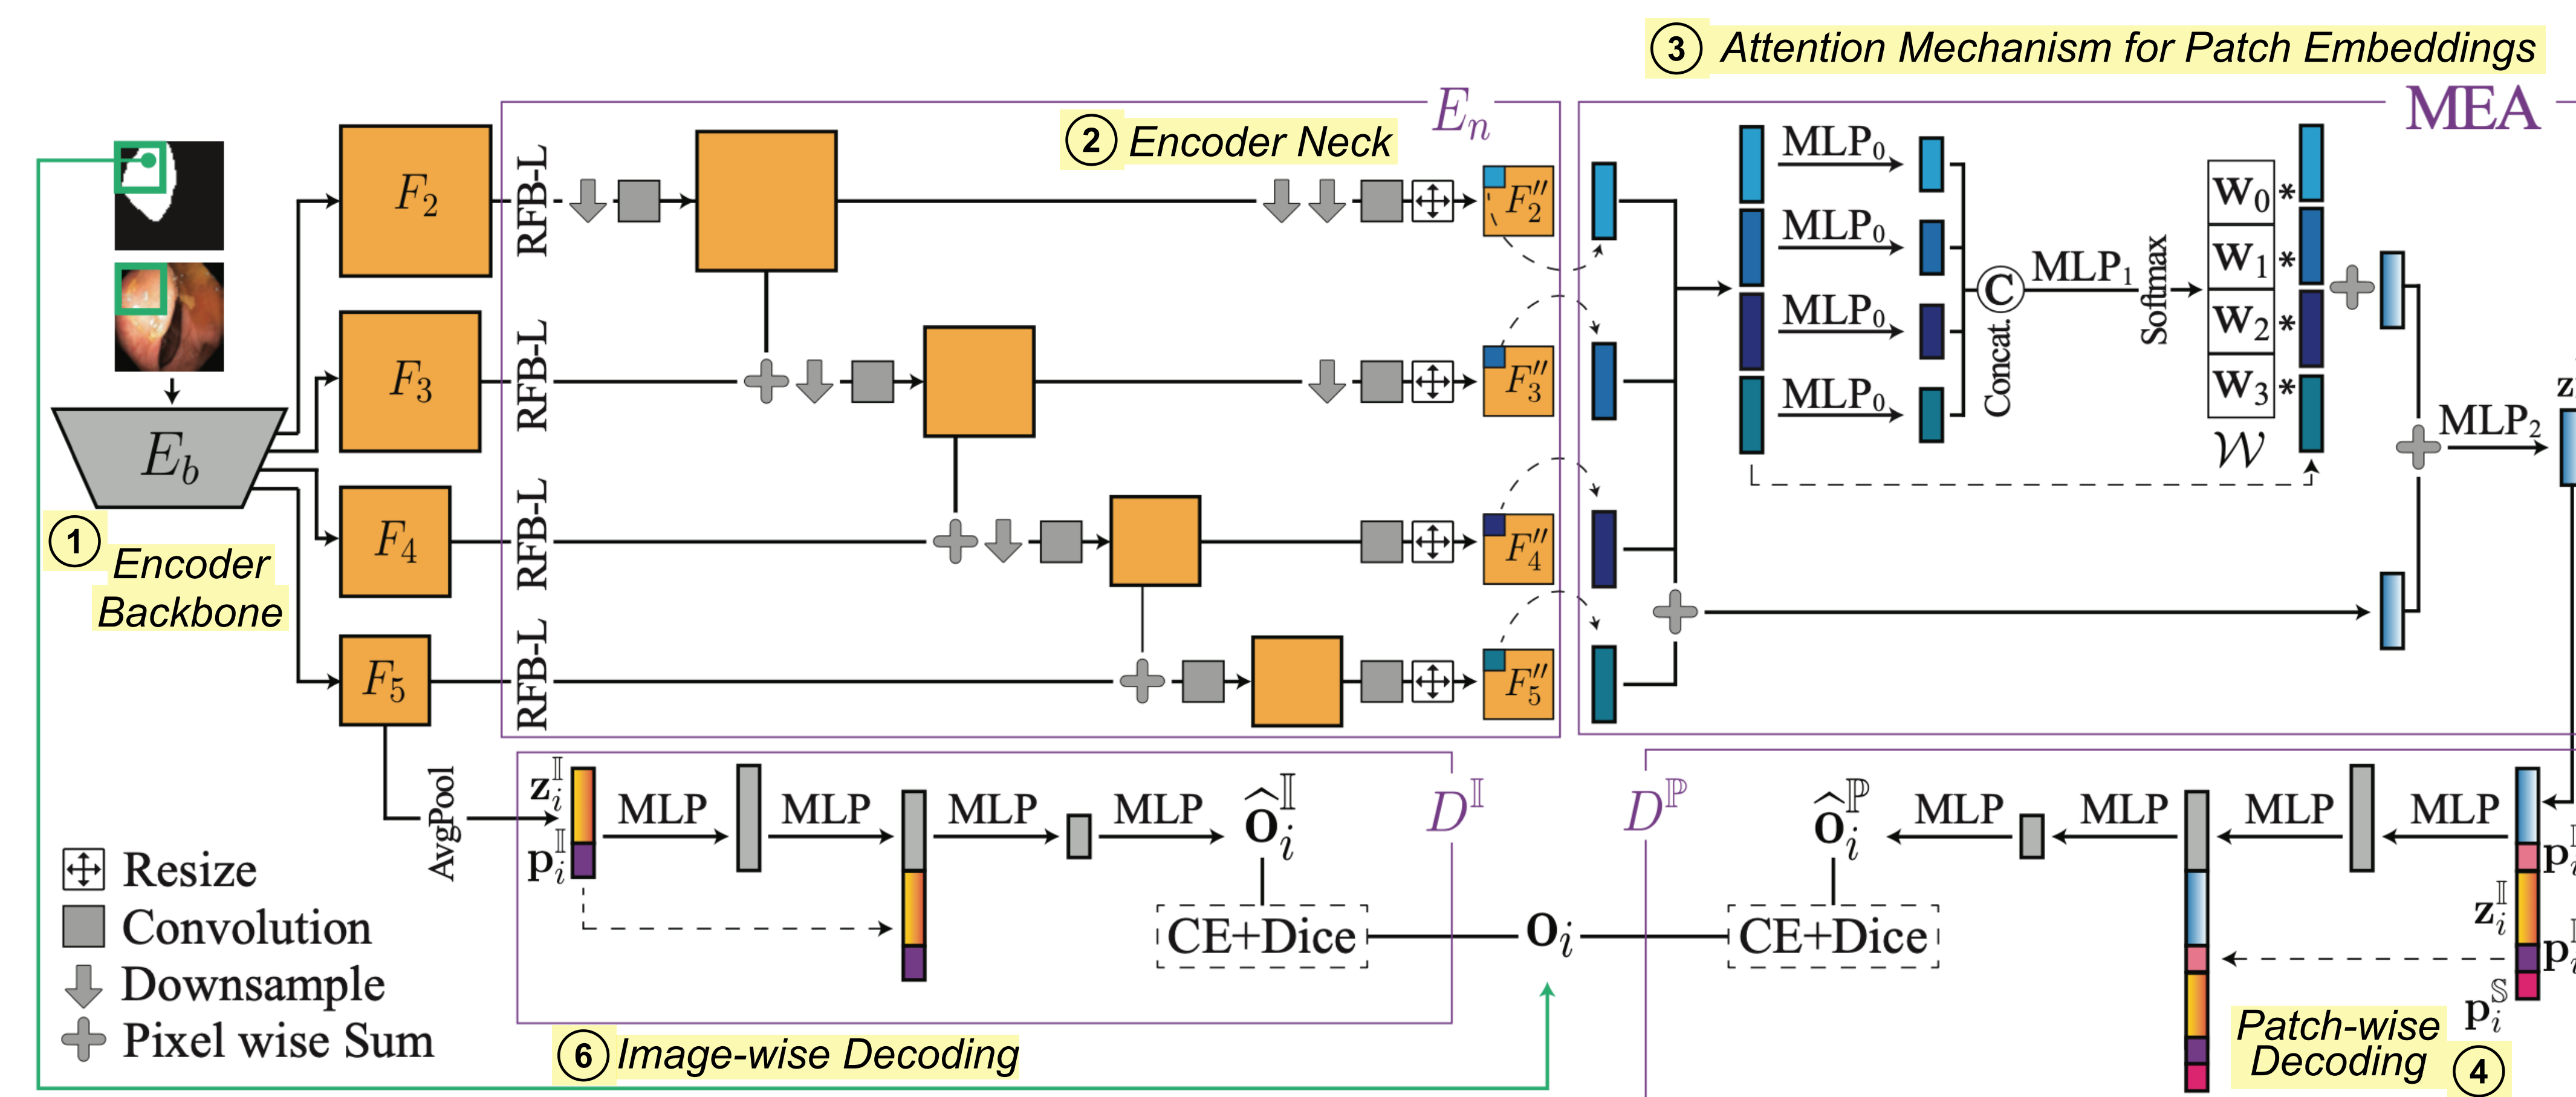 ③ Attention Mechanism for Patch Embeddings
E_n
MEA
② Encoder Neck
F_2
RFB-L
F''_2
F_3
RFB-L
F''_3
F_4
RFB-L
F''_4
F_5
RFB-L
F''_5
E_b
① Encoder
Backbone
MLP_0
MLP_0
MLP_0
MLP_0
C
Concat.
MLP_1
Softmax
W_0 *
W_1 *
W_2 *
W_3 *
𝒲
MLP_2
z
AvgPool
z_i^𝕀
p_i^𝕀
MLP
MLP
MLP
MLP
ô_i^𝕀
CE+Dice
D^𝕀
o_i
D^ℙ
ô_i^ℙ
CE+Dice
MLP
MLP
MLP
MLP
z_i^𝕀
p_i^𝕊
Resize
Convolution
Downsample
Pixel wise Sum
⑥ Image-wise Decoding
Patch-wise
Decoding ④